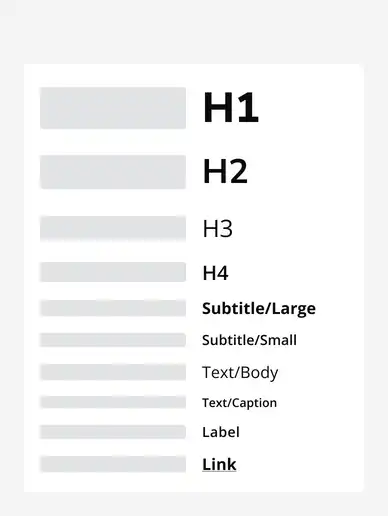 H1
H2
H3
H4
Subtitle/Large
Subtitle/Small
Text/Body
Text/Caption
Label
Link